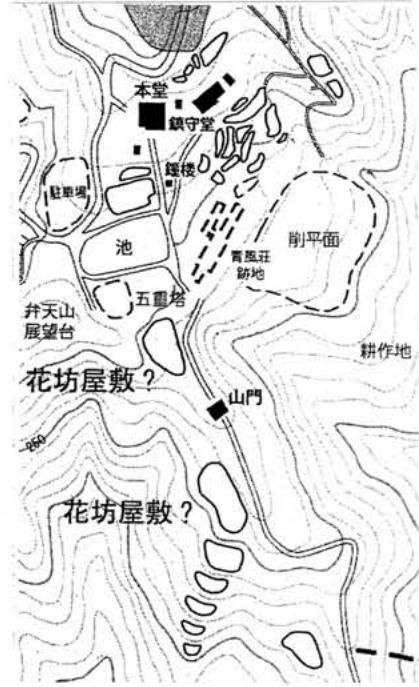 本堂
鎮守堂
鐘楼
駐車場
池
青風荘
跡地
削平面
五重塔
弁天山
展望台
耕作地
花坊屋敷？
山門
260
花坊屋敷？